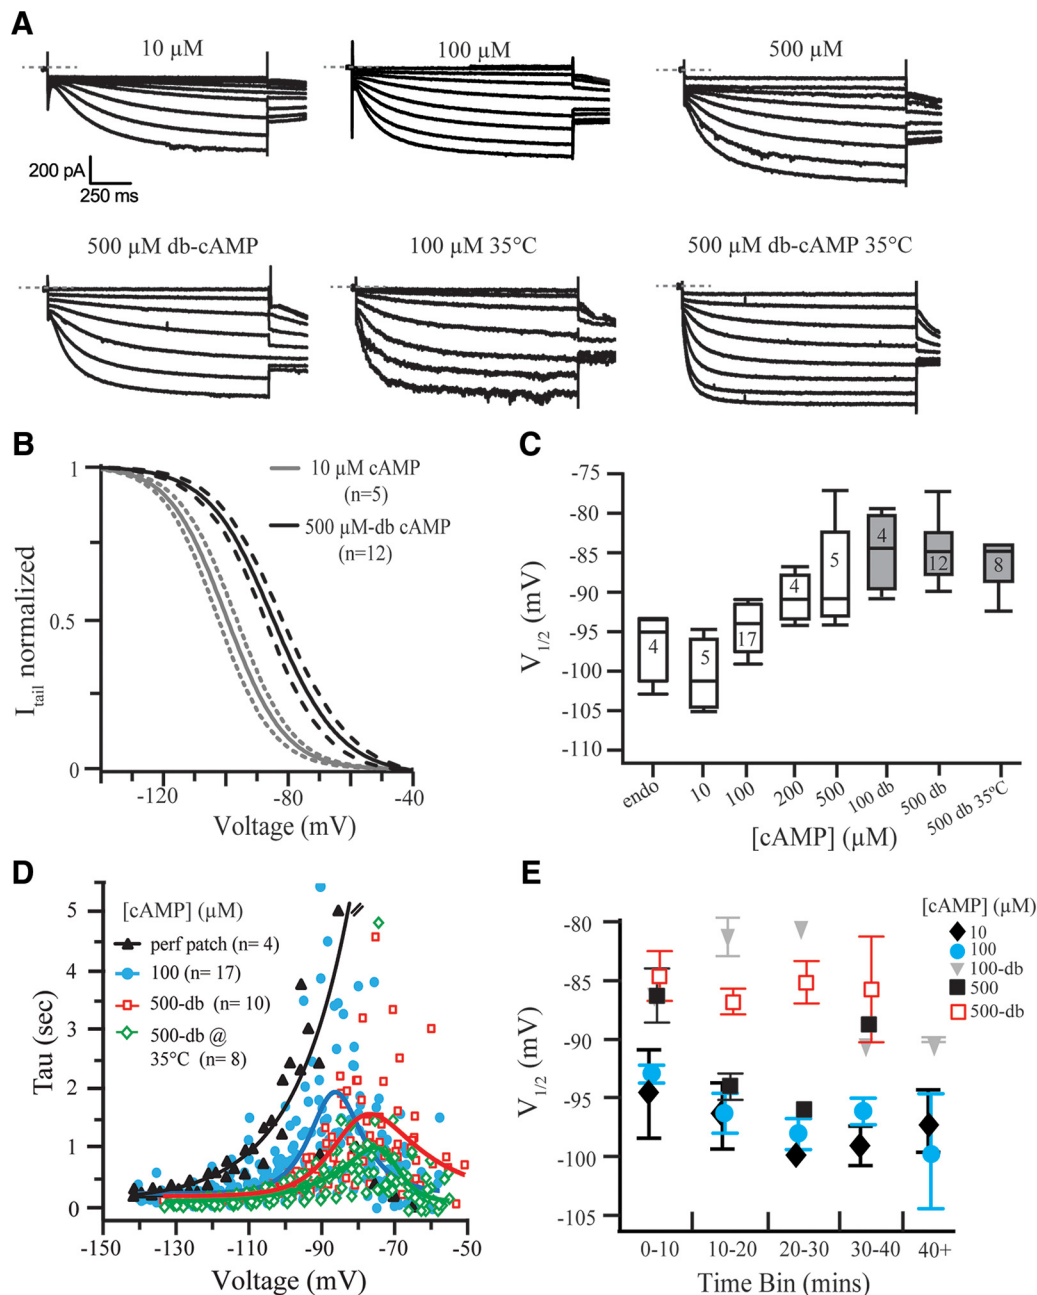 A
10 µM
100 µM
500 µM
200 pA
250 ms
500 µM db-cAMP
100 µM 35°C
500 µM db-cAMP 35°C
B
I tail normalized
1
0.5
0
-120
-80
-40
Voltage (mV)
10 µM cAMP
(n=5)
500 µM-db cAMP
(n=12)
C
V1/2 (mV)
-75
-80
-85
-90
-95
-100
-105
-110
4
5
17
4
5
4
12
8
endo
10
100
200
500
100 db
500 db
500 db 35°C
[cAMP] (µM)
D
[cAMP] (µM)
perf patch (n= 4)
100 (n= 17)
500-db (n= 10)
500-db @
35°C (n= 8)
Tau (sec)
5
4
3
2
1
0
-150
-130
-110
-90
-70
-50
Voltage (mV)
E
[cAMP] (µM)
10
100
100-db
500
500-db
V1/2 (mV)
-80
-85
-90
-95
-100
-105
0-10
10-20
20-30
30-40
40+
Time Bin (mins)